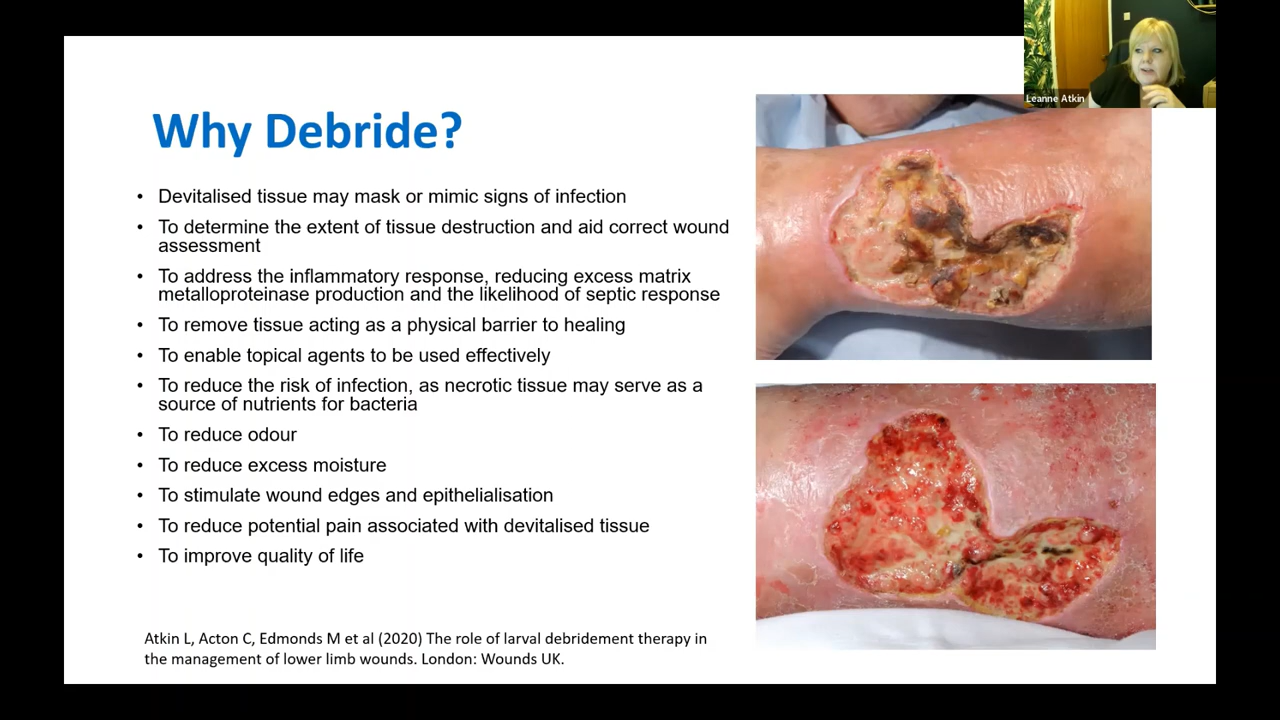 Leanne Atkin
Why Debride?
• Devitalised tissue may mask or mimic signs of infection
• To determine the extent of tissue destruction and aid correct wound
assessment
• To address the inflammatory response, reducing excess matrix
metalloproteinase production and the likelihood of septic response
• To remove tissue acting as a physical barrier to healing
• To enable topical agents to be used effectively
• To reduce the risk of infection, as necrotic tissue may serve as a
source of nutrients for bacteria
• To reduce odour
• To reduce excess moisture
• To stimulate wound edges and epithelialisation
• To reduce potential pain associated with devitalised tissue
• To improve quality of life
Atkin L, Acton C, Edmonds M et al (2020) The role of larval debridement therapy in
the management of lower limb wounds. London: Wounds UK.